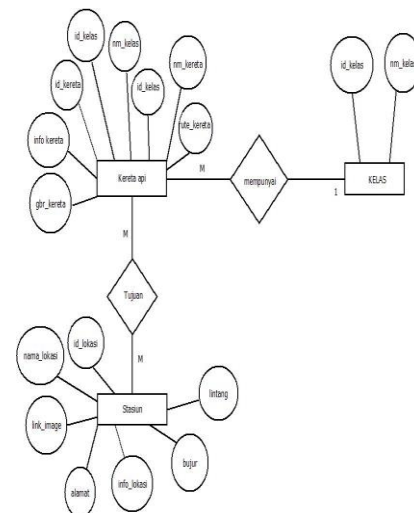 id_kelas
nm_kelas
nm_kereta
id_kereta
id_kelas
rute_kereta
info kereta
gbr_kereta
Kereta api
M
mempunyai
1
KELAS
id_kelas
nm_kelas
M
Tujuan
M
id_lokasi
nama_lokasi
Stasiun
lintang
link_image
bujur
info_lokasi
alamat